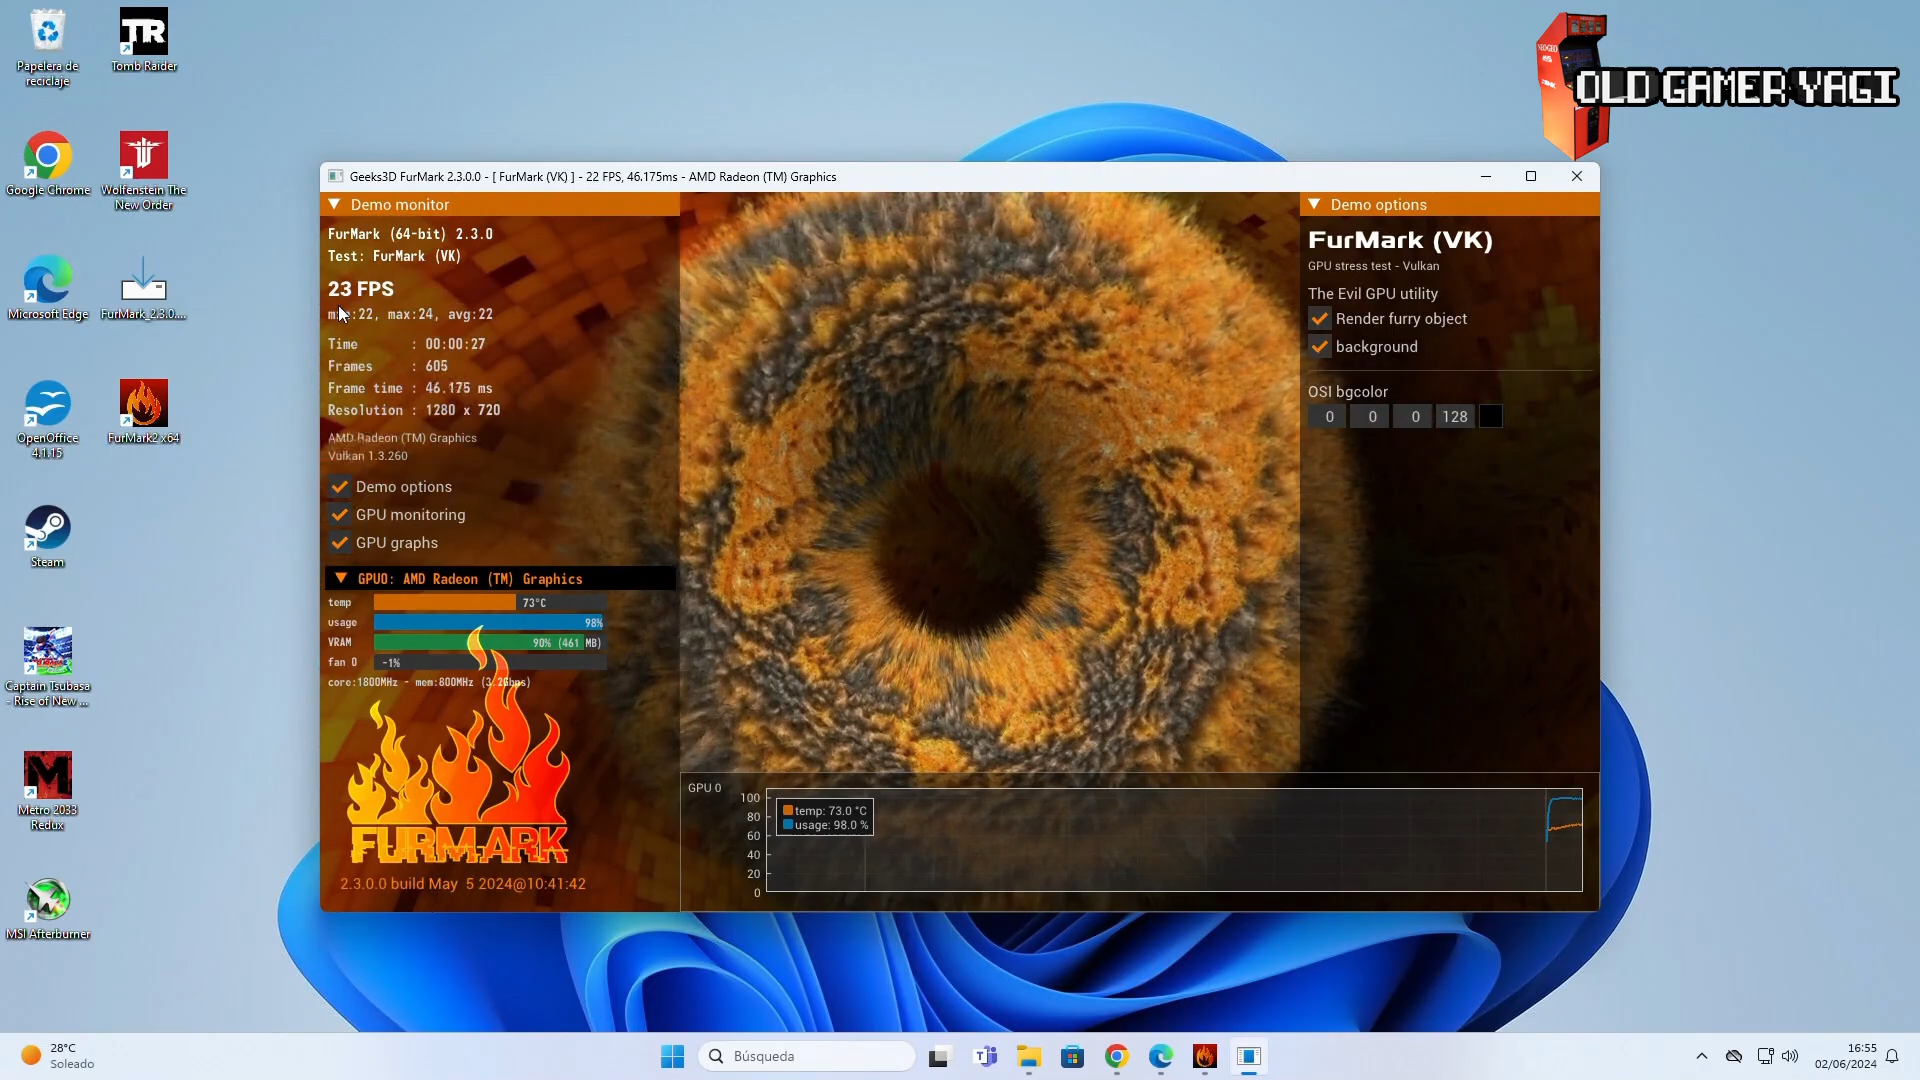 Papelera de
reciclaje
TR
Tomb Raider
Google Chrome
Wolfenstein The
New Order
Microsoft Edge
FurMark_2.3.0....
OpenOffice
4.1.15
FurMark2 x64
Steam
Captain Tsubasa
- Rise of New ...
Metro 2033
Redux
MSI Afterburner
OLD GAMER YAGI
Geeks3D FurMark 2.3.0.0 - [ FurMark (VK) ] - 22 FPS, 46.175ms - AMD Radeon (TM) Graphics
Demo monitor
FurMark (64-bit) 2.3.0
Test: FurMark (VK)
23 FPS
:22, max:24, avg:22
Time : 00:00:27
Frames : 605
Frame time : 46.175 ms
Resolution : 1280 x 720
AMD Radeon (TM) Graphics
Vulkan 1.3.260
Demo options
GPU monitoring
GPU graphs
GPU0: AMD Radeon (TM) Graphics
temp 73°C
usage 98%
VRAM 90% (461 MB)
fan 0 -1%
core:1800MHz - mem:800MHz (3.2Gbps)
FURMARK
2.3.0.0 build May 5 2024@10:41:42
Demo options
FurMark (VK)
GPU stress test - Vulkan
The Evil GPU utility
Render furry object
background
OSI bgcolor
0 0 0 128
GPU 0
100
80
60
40
20
0
temp: 73.0 °C
usage: 98.0 %
28°C
Soleado
Búsqueda
16:55
02/06/2024